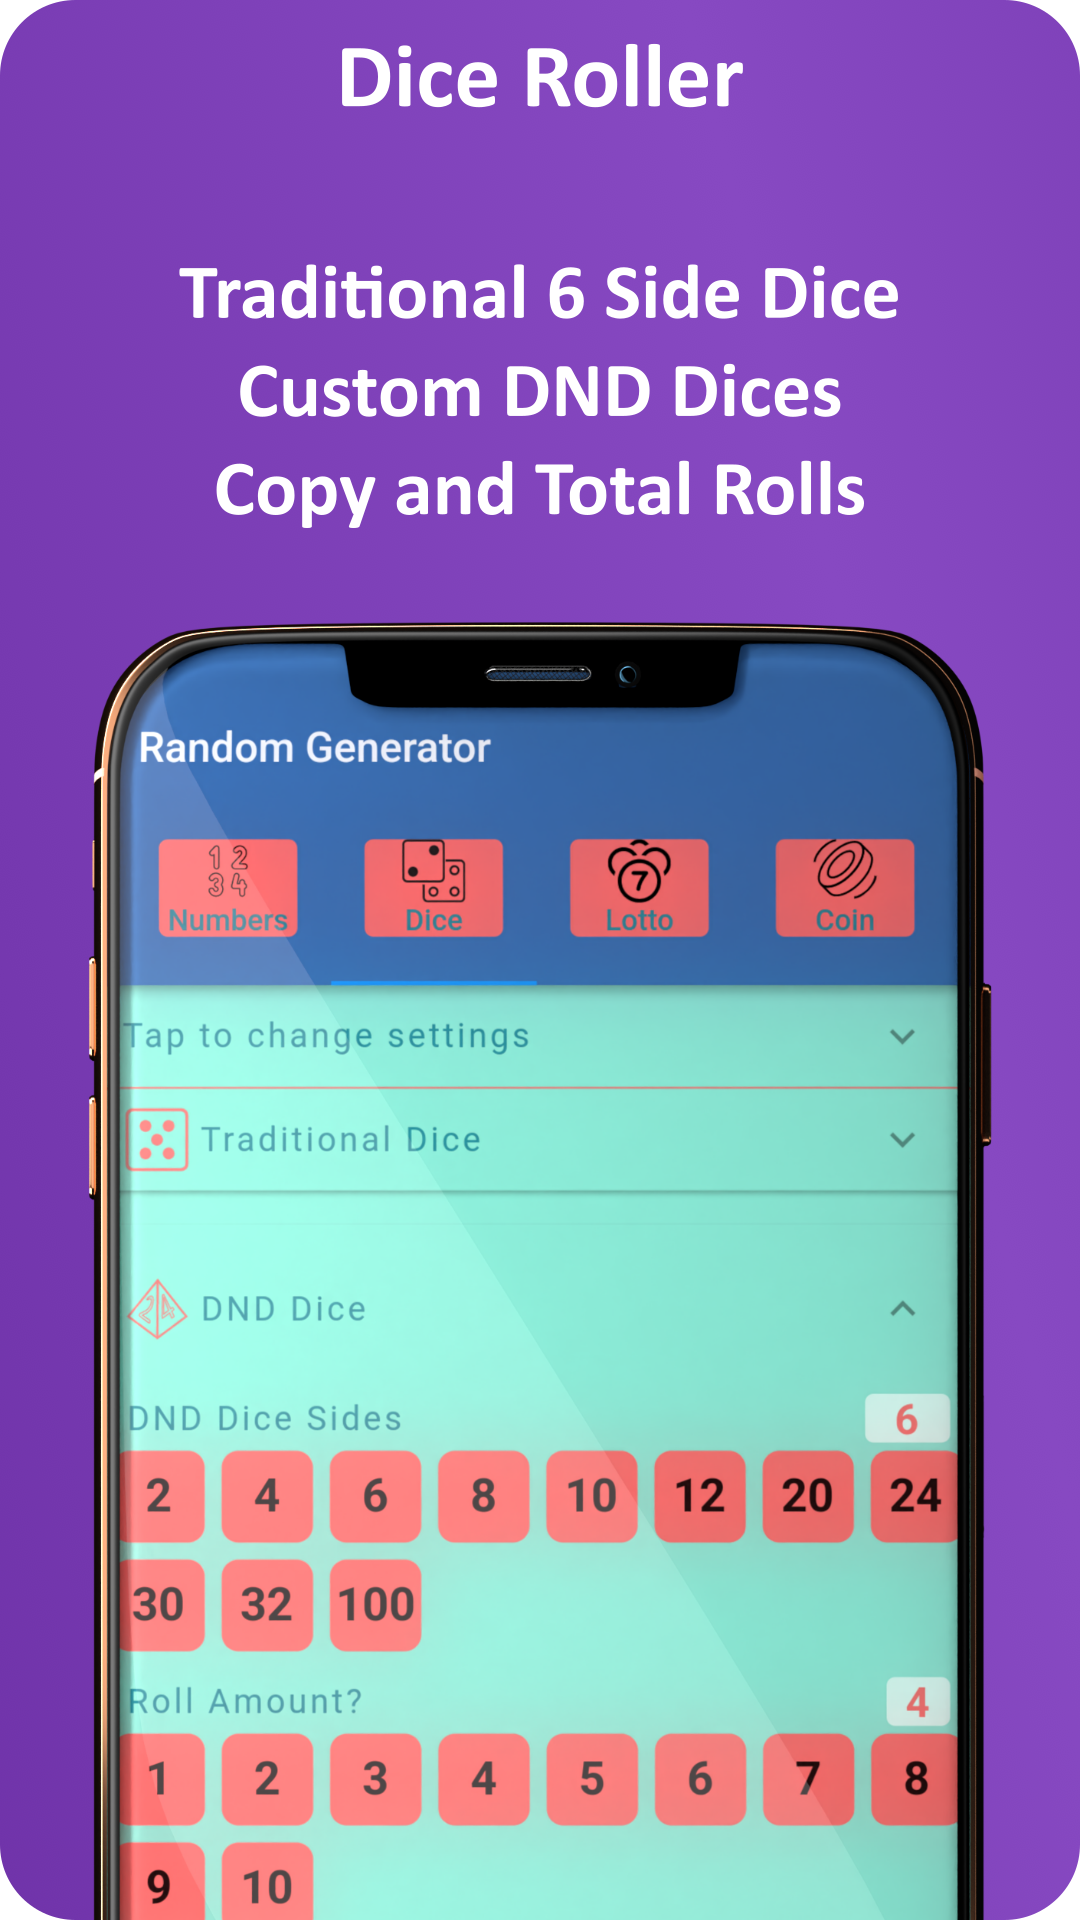 Dice Roller
Traditional 6 Side Dice
Custom DND Dices
Copy and Total Rolls
Random Generator
1 2
3 4
7
Numbers Dice Lotto Coin
Tap to change settings
Traditional Dice
24
DND Dice
DND Dice Sides 6
2 4 6 8 10 12 20 24
30 32 100
Roll Amount? 4
1 2 3 4 5 6 7 8
9 10